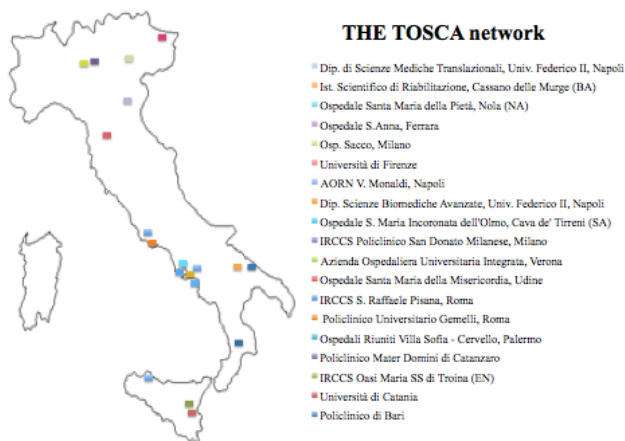 THE TOSCA network
Dip. di Scienze Mediche Translazionali, Univ. Federico II, Napoli
Ist. Scientifico di Riabilitazione, Cassano delle Murge (BA)
Ospedale Santa Maria della Pietà, Nola (NA)
Ospedale S.Anna, Ferrara
Osp. Sacco, Milano
Università di Firenze
AORN V. Monaldi, Napoli
Dip. Scienze Biomediche Avanzate, Univ. Federico II, Napoli
Ospedale S. Maria Incoronata dell'Olmo, Cava de' Tirreni (SA)
IRCCS Policlinico San Donato Milanese, Milano
Azienda Ospedaliera Universitaria Integrata, Verona
Ospedale Santa Maria della Misericordia, Udine
IRCCS S. Raffaele Pisana, Roma
Policlinico Universitario Gemelli, Roma
Ospedali Riuniti Villa Sofia - Cervello, Palermo
Policlinico Mater Domini di Catanzaro
IRCCS Oasi Maria SS di Troina (EN)
Università di Catania
Policlinico di Bari